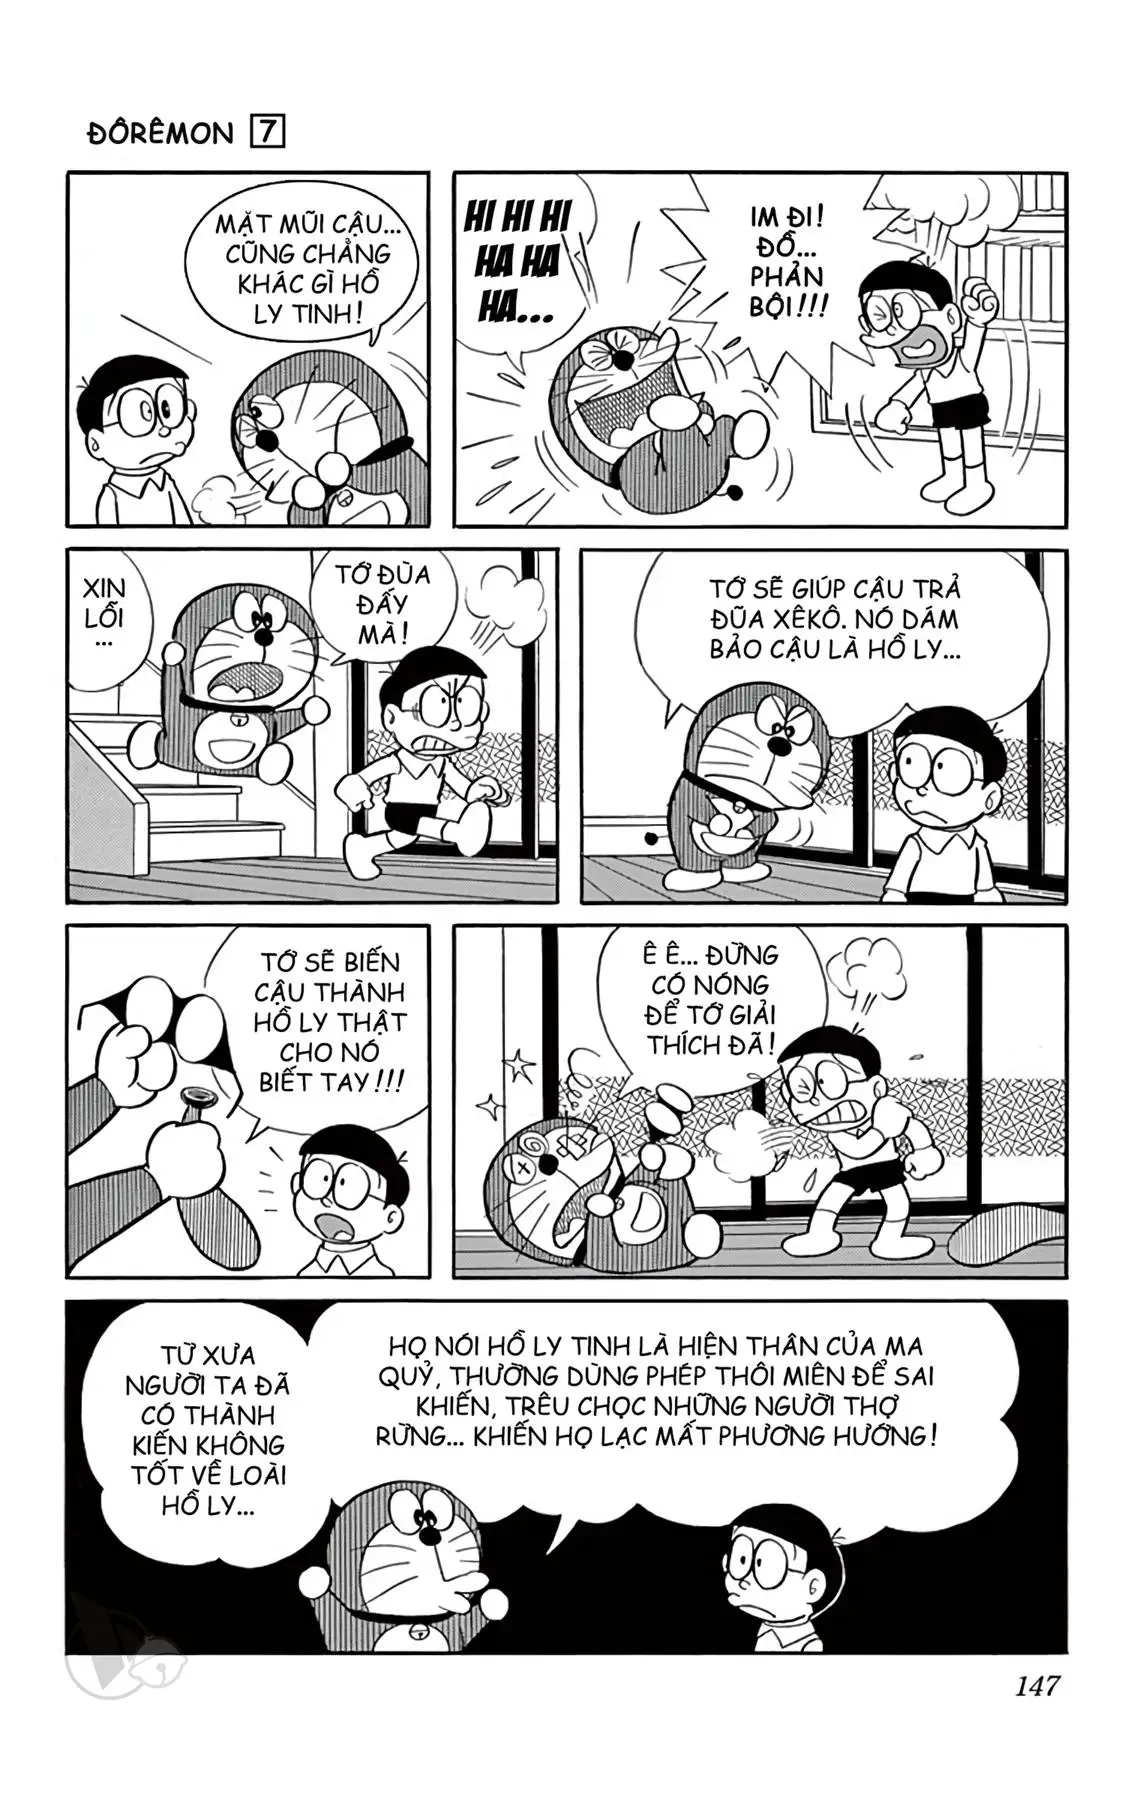 ĐÔRÊMON 7
MẶT MŨI CẬU...
CŨNG CHẲNG
KHÁC GÌ HỒ
LY TINH!
HI HI HI
HA HA
HA...
IM ĐI!
ĐỒ...
PHẢN
BỘI!!!
XIN
LỖI
...
TỚ ĐÙA
ĐẤY
MÀ!
TỚ SẼ GIÚP CẬU TRẢ
ĐŨA XÊKÔ. NÓ DÁM
BẢO CẬU LÀ HỒ LY...
TỚ SẼ BIẾN
CẬU THÀNH
HỒ LY THẬT
CHO NÓ
BIẾT TAY!!!
Ê Ê... ĐỪNG
CÓ NÓNG
ĐỂ TỚ GIẢI
THÍCH ĐÃ!
TỪ XƯA
NGƯỜI TA ĐÃ
CÓ THÀNH
KIẾN KHÔNG
TỐT VỀ LOÀI
HỒ LY...
HỌ NÓI HỒ LY TINH LÀ HIỆN THÂN CỦA MA
QUỶ, THƯỜNG DÙNG PHÉP THÔI MIÊN ĐỂ SAI
KHIẾN, TRÊU CHỌC NHỮNG NGƯỜI THỢ
RỪNG... KHIẾN HỌ LẠC MẤT PHƯƠNG HƯỚNG!
147